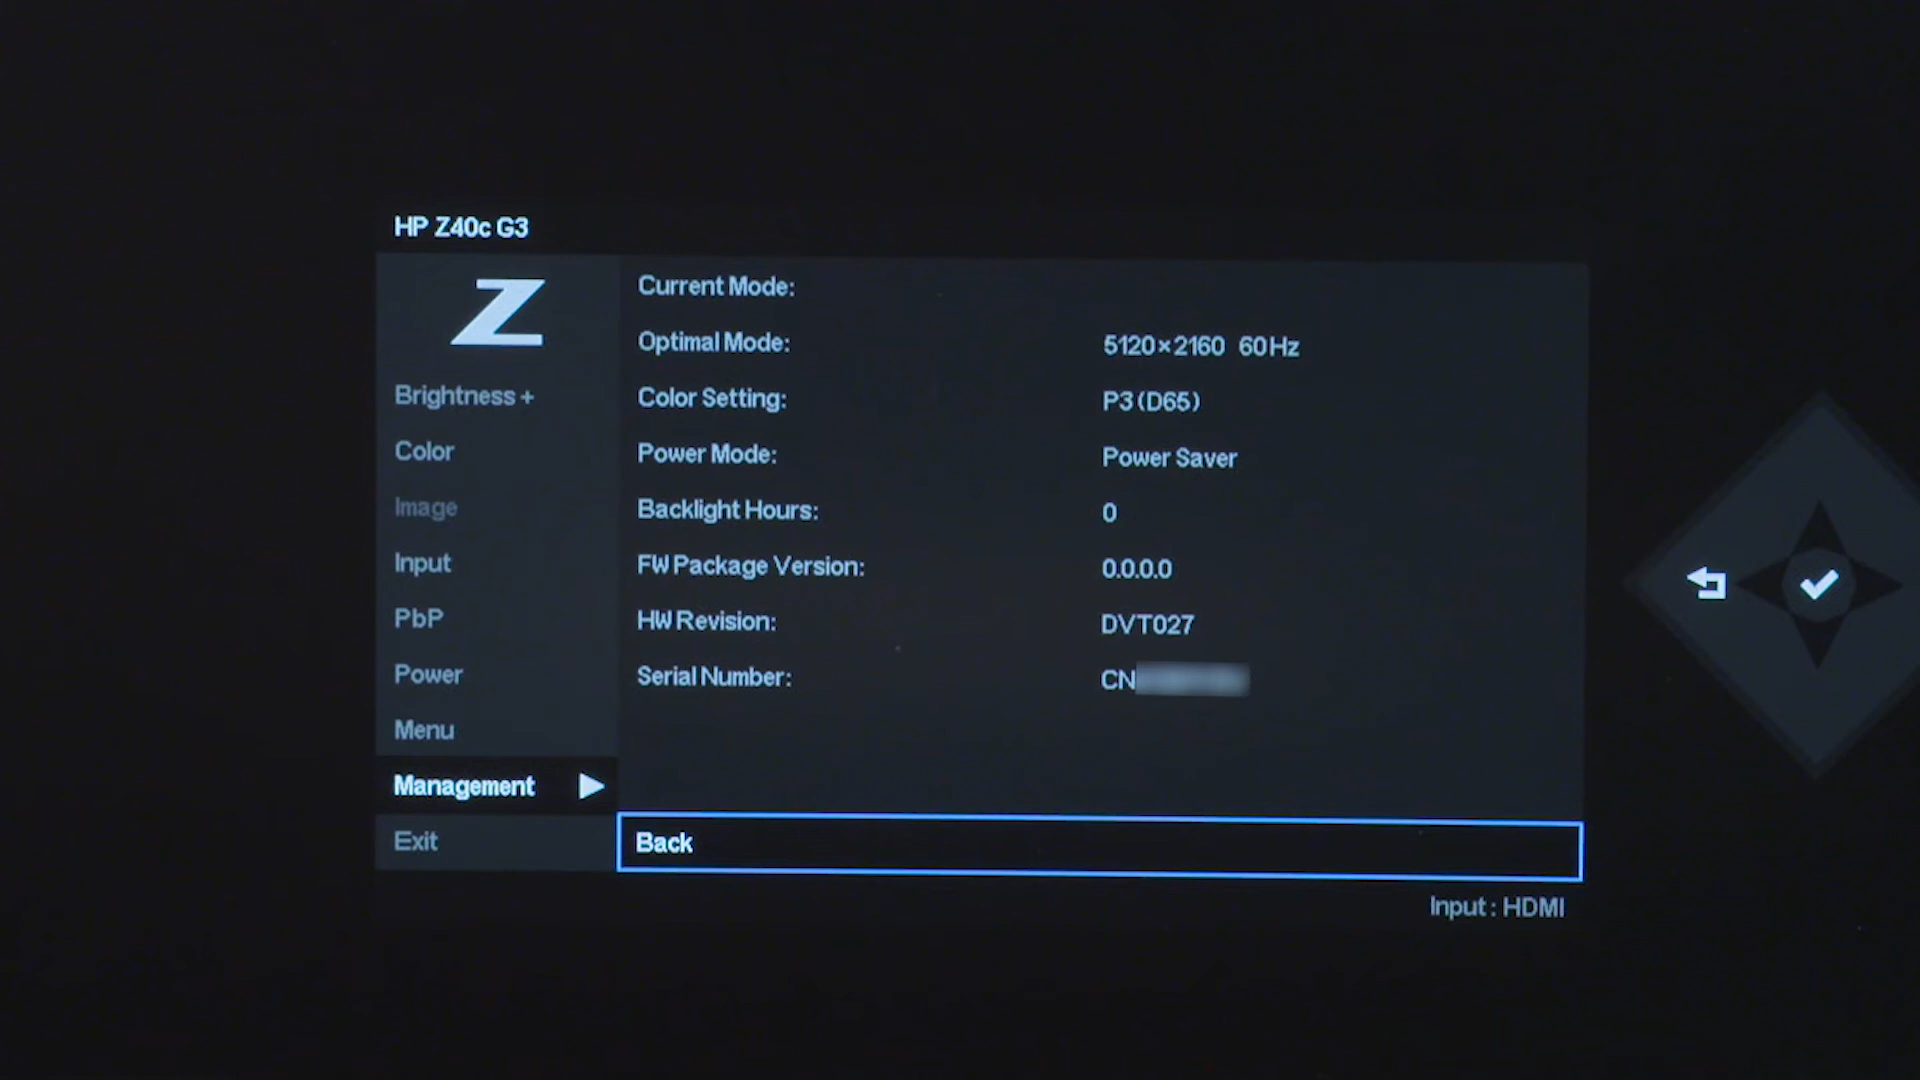 HP Z40c G3
Z
Current Mode:
Optimal Mode: 5120×2160 60Hz
Brightness +
Color Setting: P3 (D65)
Color
Power Mode: Power Saver
Image
Backlight Hours: 0
Input
FW Package Version: 0.0.0.0
PbP
HW Revision: DVT027
Power
Serial Number: CN
Menu
Management
Exit
Back
Input : HDMI